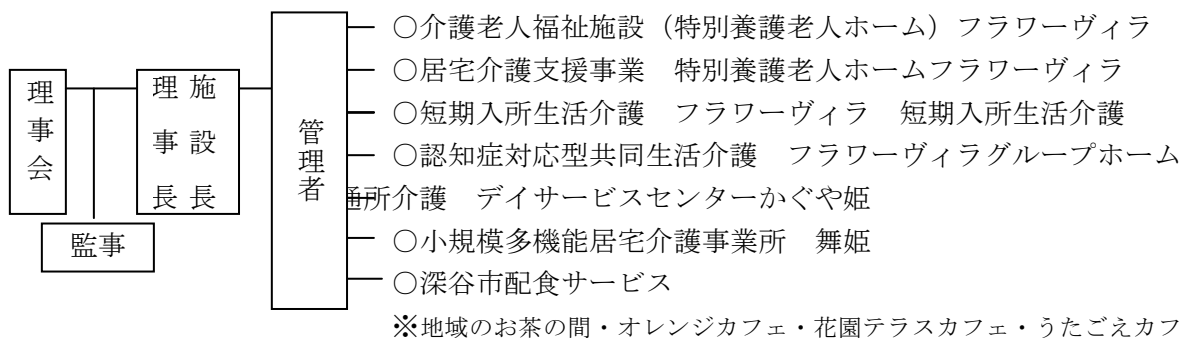 理事会
監事
理事長
施設長
管理者
○介護老人福祉施設（特別養護老人ホーム）フラワーヴィラ
○居宅介護支援事業　特別養護老人ホームフラワーヴィラ
○短期入所生活介護　フラワーヴィラ　短期入所生活介護
○認知症対応型共同生活介護　フラワーヴィラグループホーム
通所介護　デイサービスセンターかぐや姫
○小規模多機能居宅介護事業所　舞姫
○深谷市配食サービス
※地域のお茶の間・オレンジカフェ・花園テラスカフェ・うたごえカフ